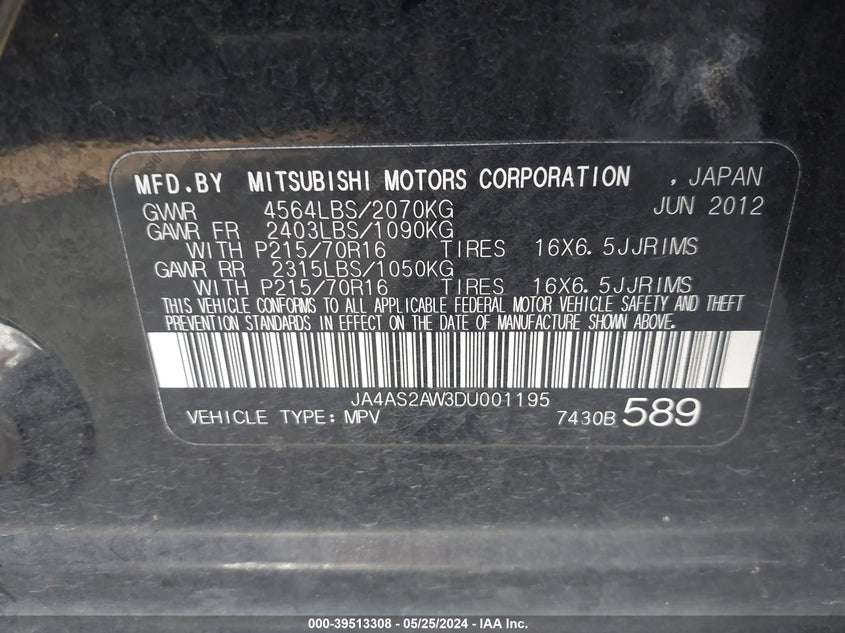 MFD.BY MITSUBISHI MOTORS CORPORATION , JAPAN
GVWR 4564LBS/2070KG JUN 2012
GAWR FR 2403LBS/1090KG
WITH P215/70R16 TIRES 16X6.5JJRIMS
GAWR RR 2315LBS/1050KG
WITH P215/70R16 TIRES 16X6.5JJRIMS
THIS VEHICLE CONFORMS TO ALL APPLICABLE FEDERAL MOTOR VEHICLE SAFETY AND THEFT
PREVENTION STANDARDS IN EFFECT ON THE DATE OF MANUFACTURE SHOWN ABOVE.
JA4AS2AW3DU001195
VEHICLE TYPE: MPV 7430B 589
000-39513308 - 05/25/2024 - IAA Inc.